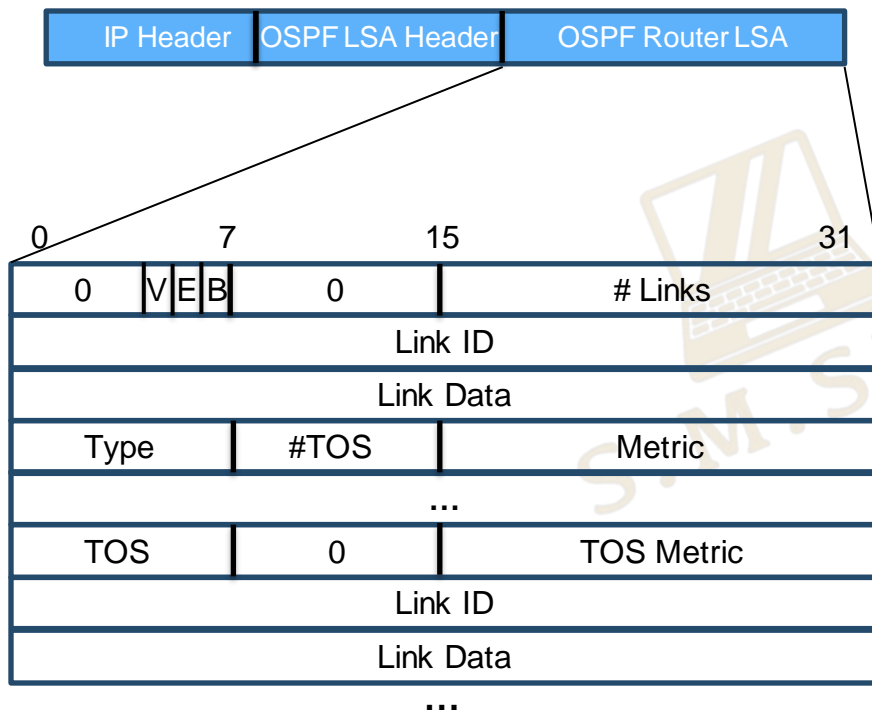 IP Header OSPF LSA Header OSPF Router LSA
0 7 15 31
0 V E B 0 # Links
Link ID
Link Data
Type #TOS Metric
...
TOS 0 TOS Metric
Link ID
Link Data
...
S.M.S